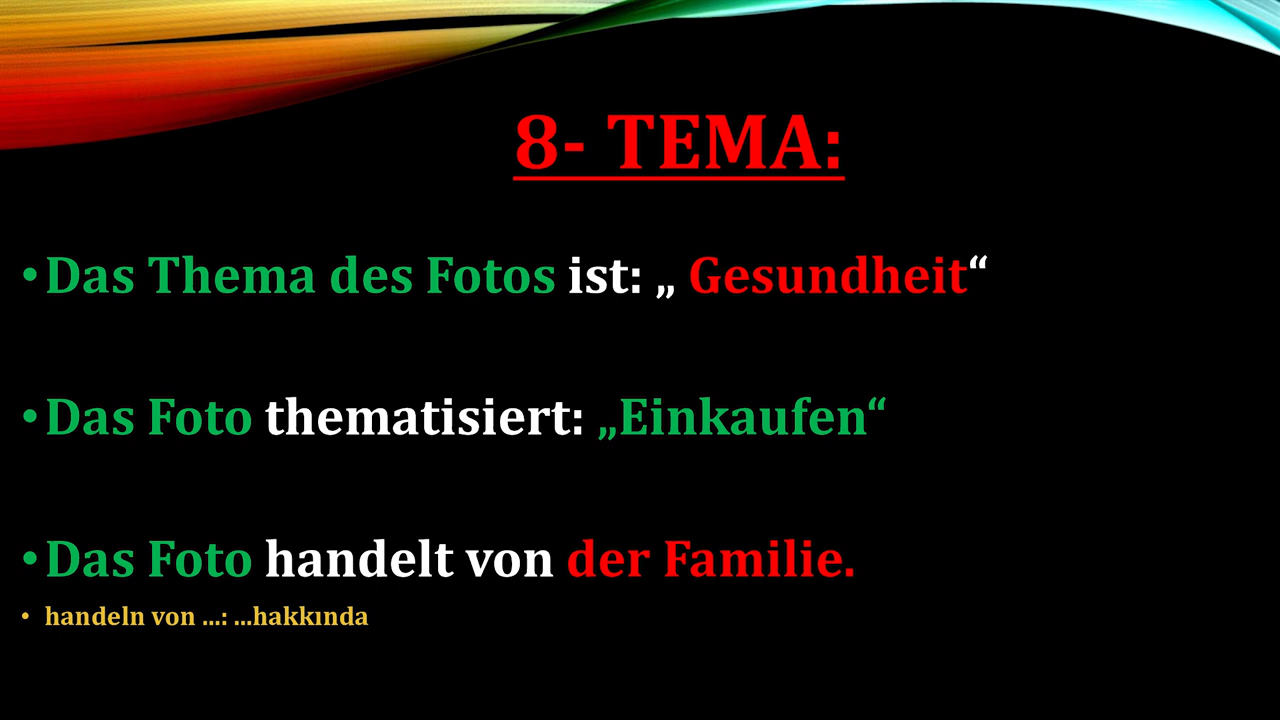 8- TEMA:
•Das Thema des Fotos ist: „ Gesundheit“
•Das Foto thematisiert: „Einkaufen“
•Das Foto handelt von der Familie.
• handeln von ...: ...hakkında